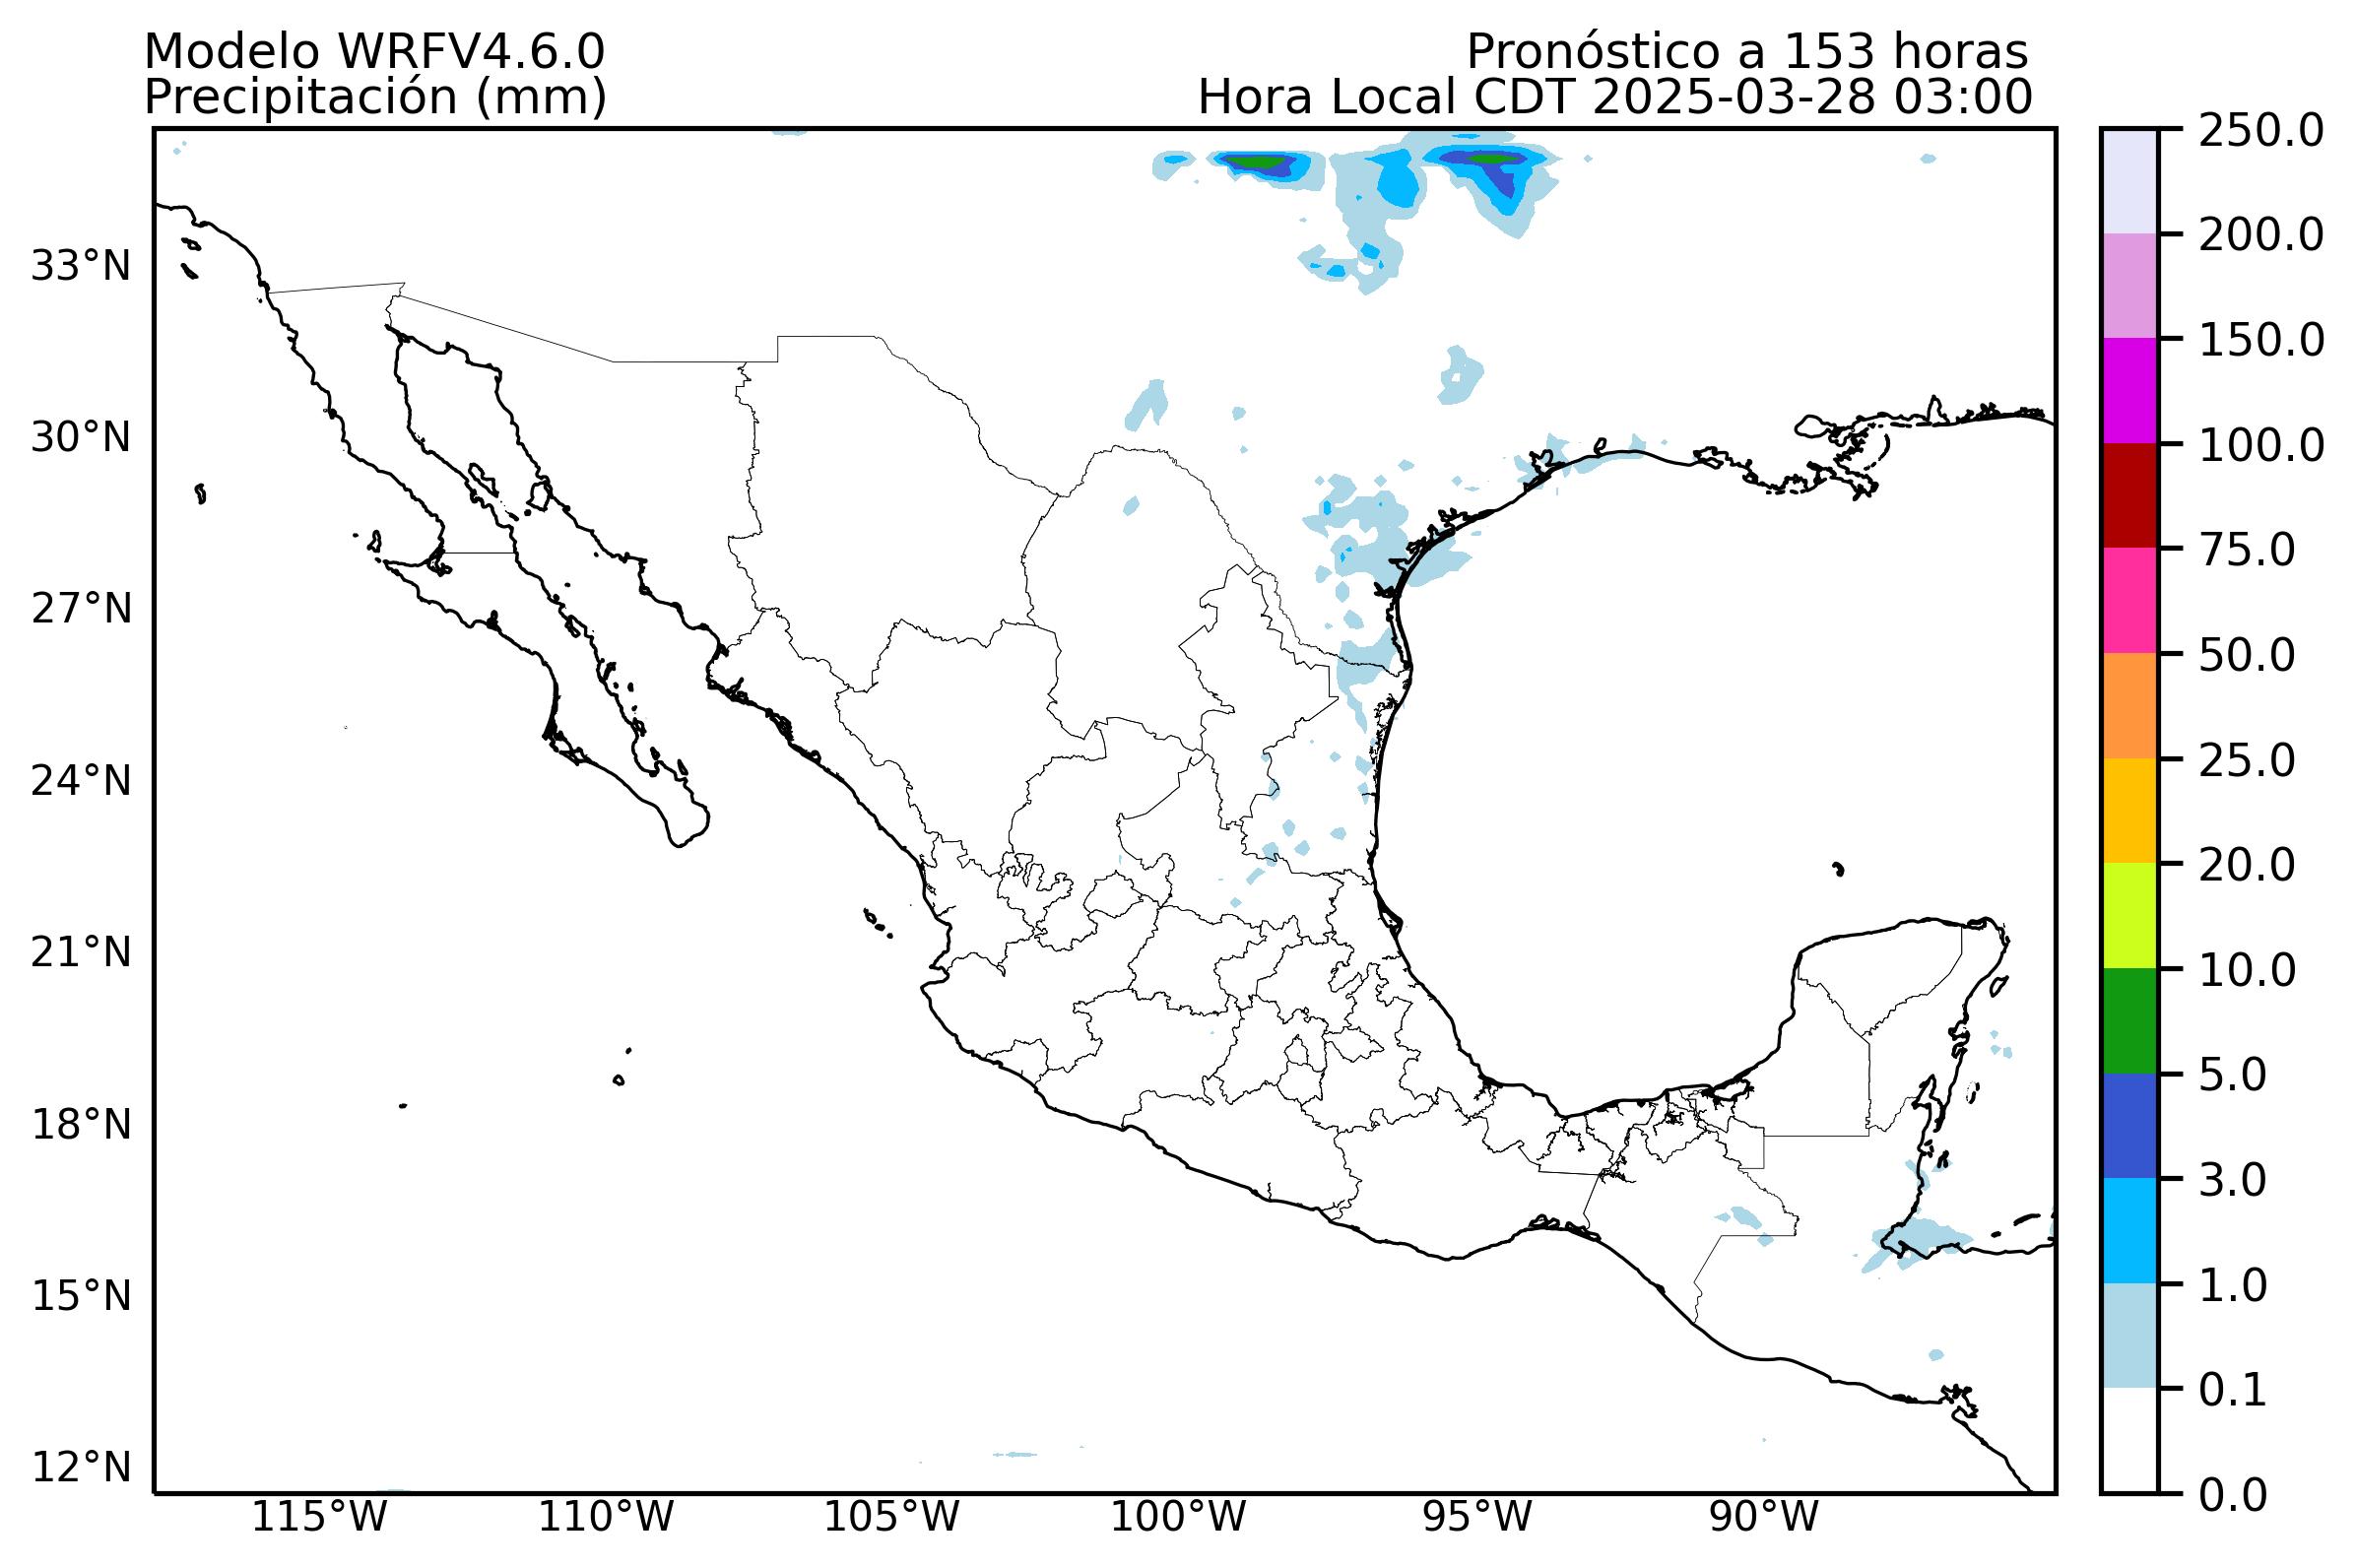 Modelo WRFV4.6.0
Pronóstico a 153 horas
Precipitación (mm)
Hora Local CDT 2025-03-28 03:00
33°N
30°N
27°N
24°N
21°N
18°N
15°N
12°N
115°W
110°W
105°W
100°W
95°W
90°W
250.0
200.0
150.0
100.0
75.0
50.0
25.0
20.0
10.0
5.0
3.0
1.0
0.1
0.0